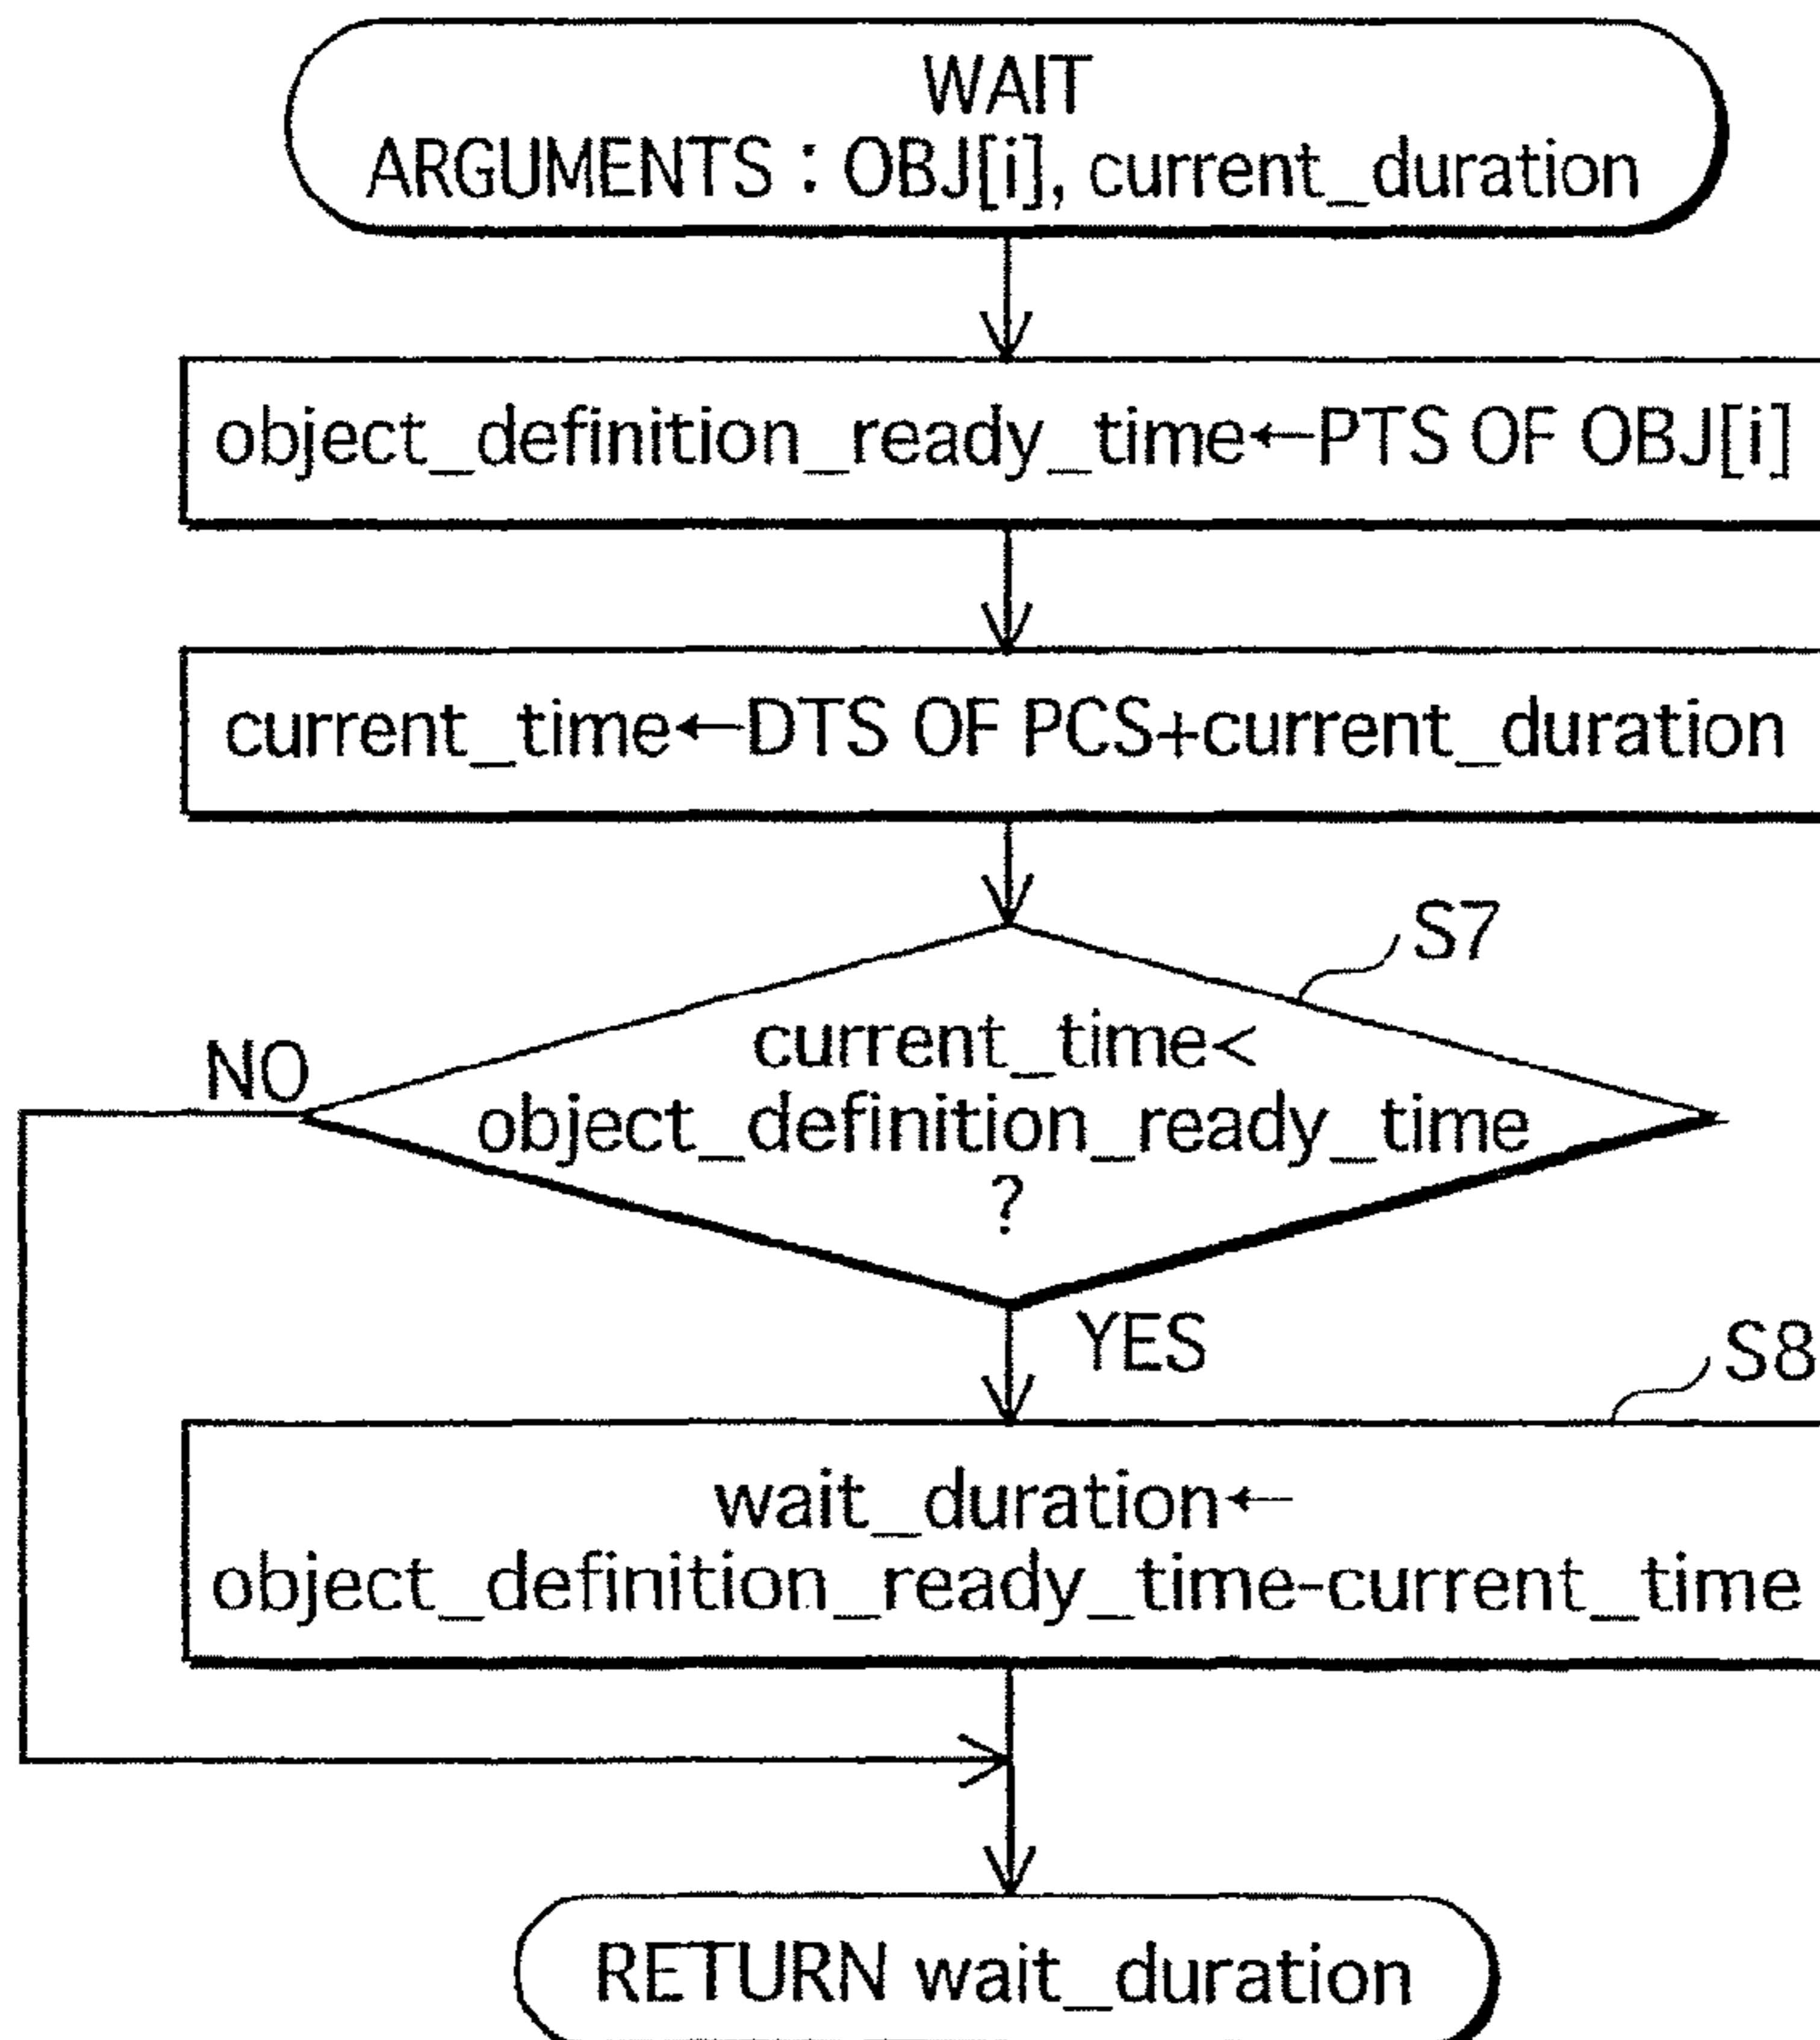 WAIT
ARGUMENTS : OBJ[i], current_duration
object_definition_ready_time←PTS OF OBJ[i]
current_time←DTS OF PCS+current_duration
S7
current_time<
object_definition_ready_time
?
NO
YES
S8
wait_duration←
object_definition_ready_time-current_time
RETURN wait_duration